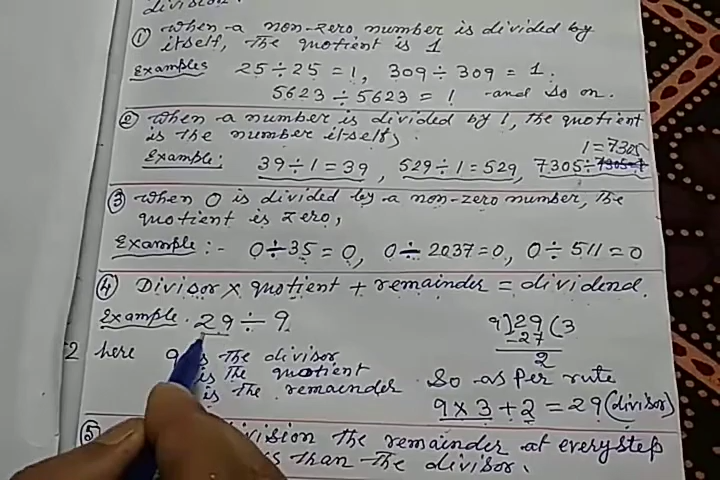 division:
① when a non-zero number is divided by
itself, The quotient is 1
Examples 25÷25=1, 309÷309=1.
5623÷5623=1 and so on.
② when a number is divided by 1, the quotient
is the number itself,
1=7305
Example: 39÷1=39, 529÷1=529, 7305÷7305=1
③ when 0 is divided by a non-zero number, The
quotient is zero,
Example:- 0÷35=0, 0÷2037=0, 0÷511=0
④ Divisor x quotient + remainder = dividend.
Example. 29÷9 9)29(3
-27
2
2 here 9 is The divisor
is The quotient
is the remainder
So as per rule
9x3+2=29(divisor)
⑤ division the remainder at every step
than The divisor.